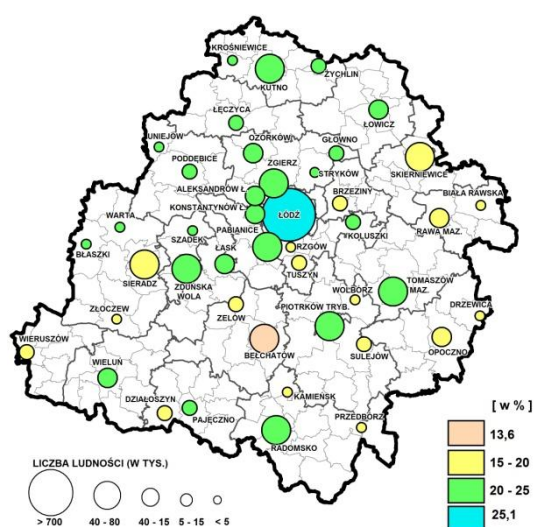 KROŚNIEWICE
KUTNO
ŻYCHLIN
ŁĘCZYCA
ŁOWICZ
UNIEJÓW
OZORKÓW
GŁOWNO
PODDĘBICE
ZGIERZ
STRYKÓW
SKIERNIEWICE
ALEKSANDRÓW Ł.
BRZEZINY
BIAŁA RAWSKA
KONSTANTYNÓW Ł.
ŁÓDŹ
WARTA
PABIANICE
KOLUSZKI
RAWA MAZ.
SZADEK
RZGÓW
BŁASZKI
ŁASK
TUSZYN
SIERADZ
ZDUŃSKA
WOLA
WOLBÓRZ
TOMASZÓW
MAZ.
ZŁOCZEW
ZELÓW
PIOTRKÓW TRYB.
DRZEWICA
WIERUSZÓW
BEŁCHATÓW
SULEJÓW
OPOCZNO
WIELUŃ
DZIAŁOSZYN
KAMIEŃSK
PAJĘCZNO
PRZEDBÓRZ
RADOMSKO
[ w % ]
13,6
15 - 20
20 - 25
25,1
LICZBA LUDNOŚCI (W TYS.)
> 700 40 - 80 40 - 15 5 - 15 < 5